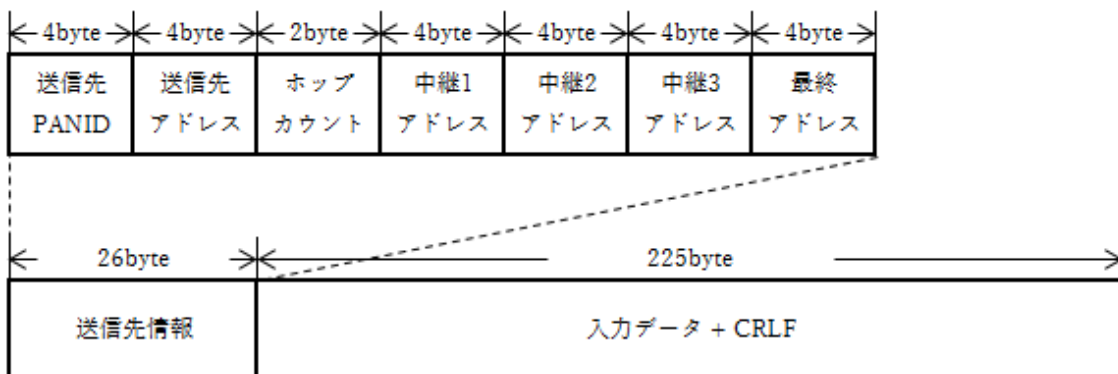 4byte 4byte 2byte 4byte 4byte 4byte 4byte
送信先 送信先 ホップ 中継1 中継2 中継3 最終
PANID アドレス カウント アドレス アドレス アドレス アドレス
26byte 225byte
送信先情報 入力データ + CRLF